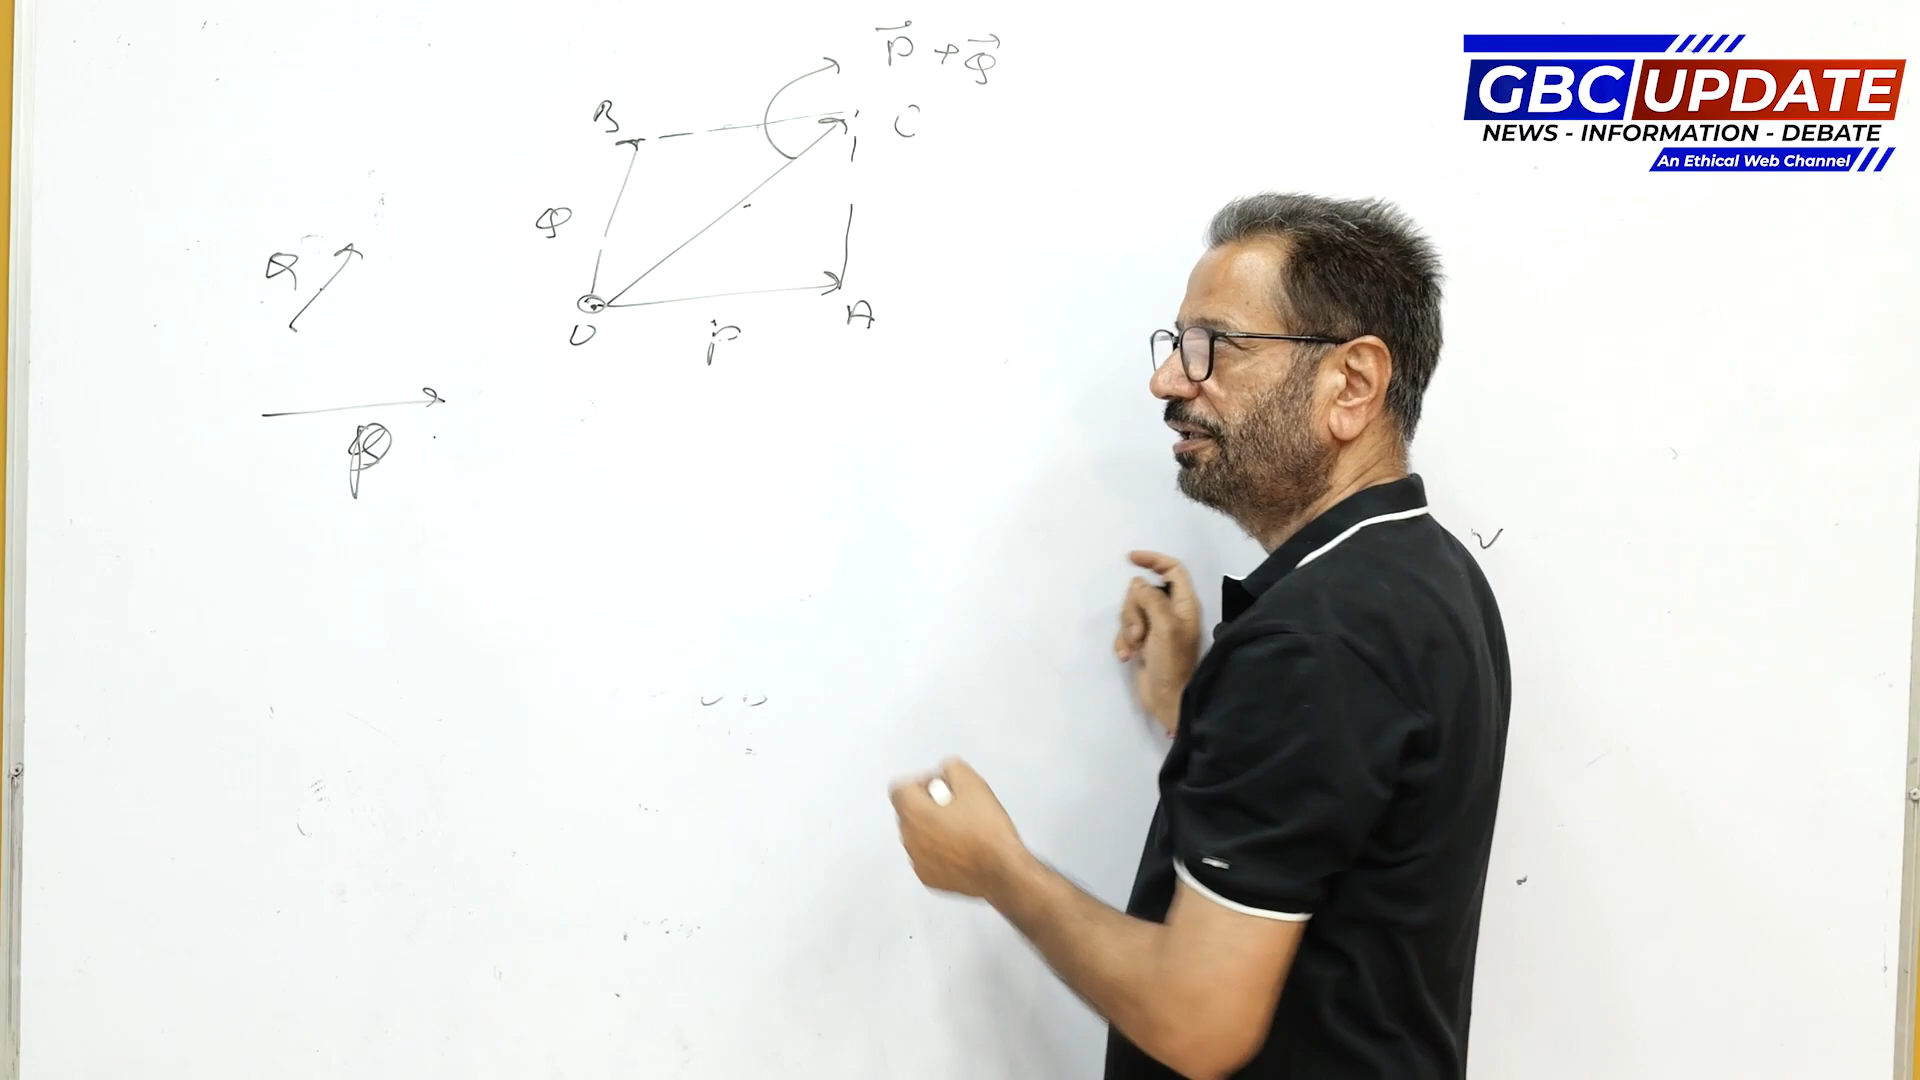 P + Q
B
C
Q
Q
O
A
P
P
GBC UPDATE
NEWS - INFORMATION - DEBATE
An Ethical Web Channel